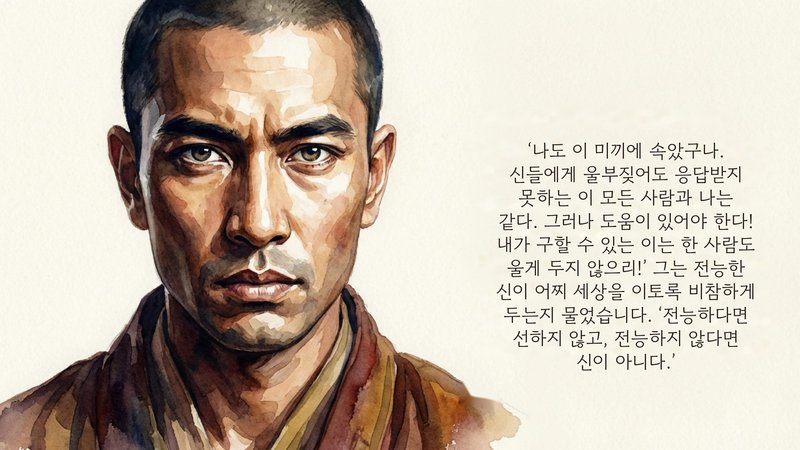 ‘나도 이 미끼에 속았구나.
신들에게 울부짖어도 응답받지
못하는 이 모든 사람과 나는
같다. 그러나 도움이 있어야 한다!
내가 구할 수 있는 이는 한 사람도
울게 두지 않으리!’ 그는 전능한
신이 어찌 세상을 이토록 비참하게
두는지 물었습니다. ‘전능하다면
선하지 않고, 전능하지 않다면
신이 아니다.’